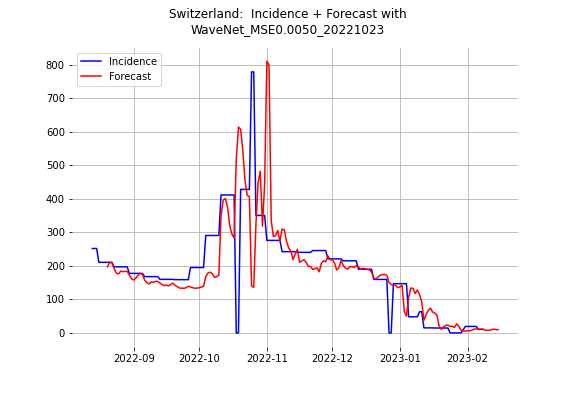 Switzerland:  Incidence + Forecast with
WaveNet_MSE0.0050_20221023
Incidence
Forecast
800
700
600
500
400
300
200
100
0
2022-09 2022-10 2022-11 2022-12 2023-01 2023-02